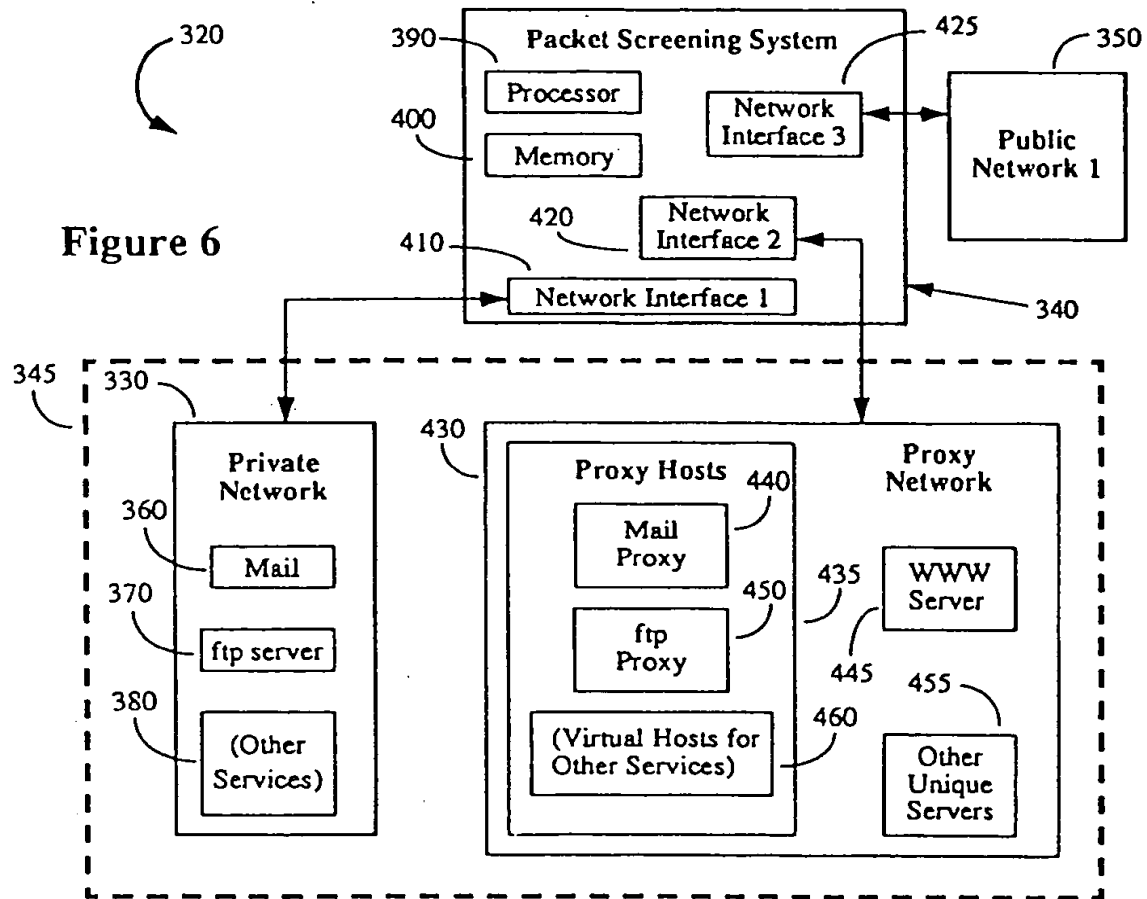 320
390
Packet Screening System
425
350
Processor
Network
Interface 3
Public
Network 1
400
Memory
Figure 6
420
Network
Interface 2
410
Network Interface 1
340
345
330
Private
Network
360
Mail
370
ftp server
380
(Other
Services)
430
Proxy Hosts
Proxy
Network
440
Mail
Proxy
450
435
ftp
Proxy
WWW
Server
445
455
460
(Virtual Hosts for
Other Services)
Other
Unique
Servers